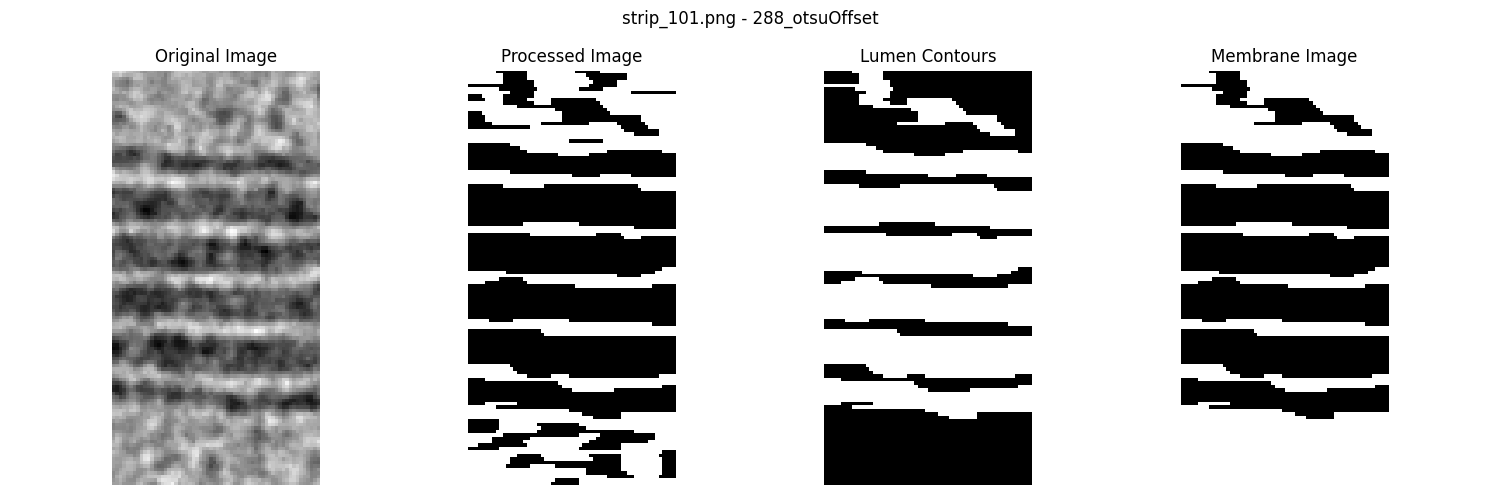 strip_101.png - 288_otsuOffset
Original Image
Processed Image
Lumen Contours
Membrane Image